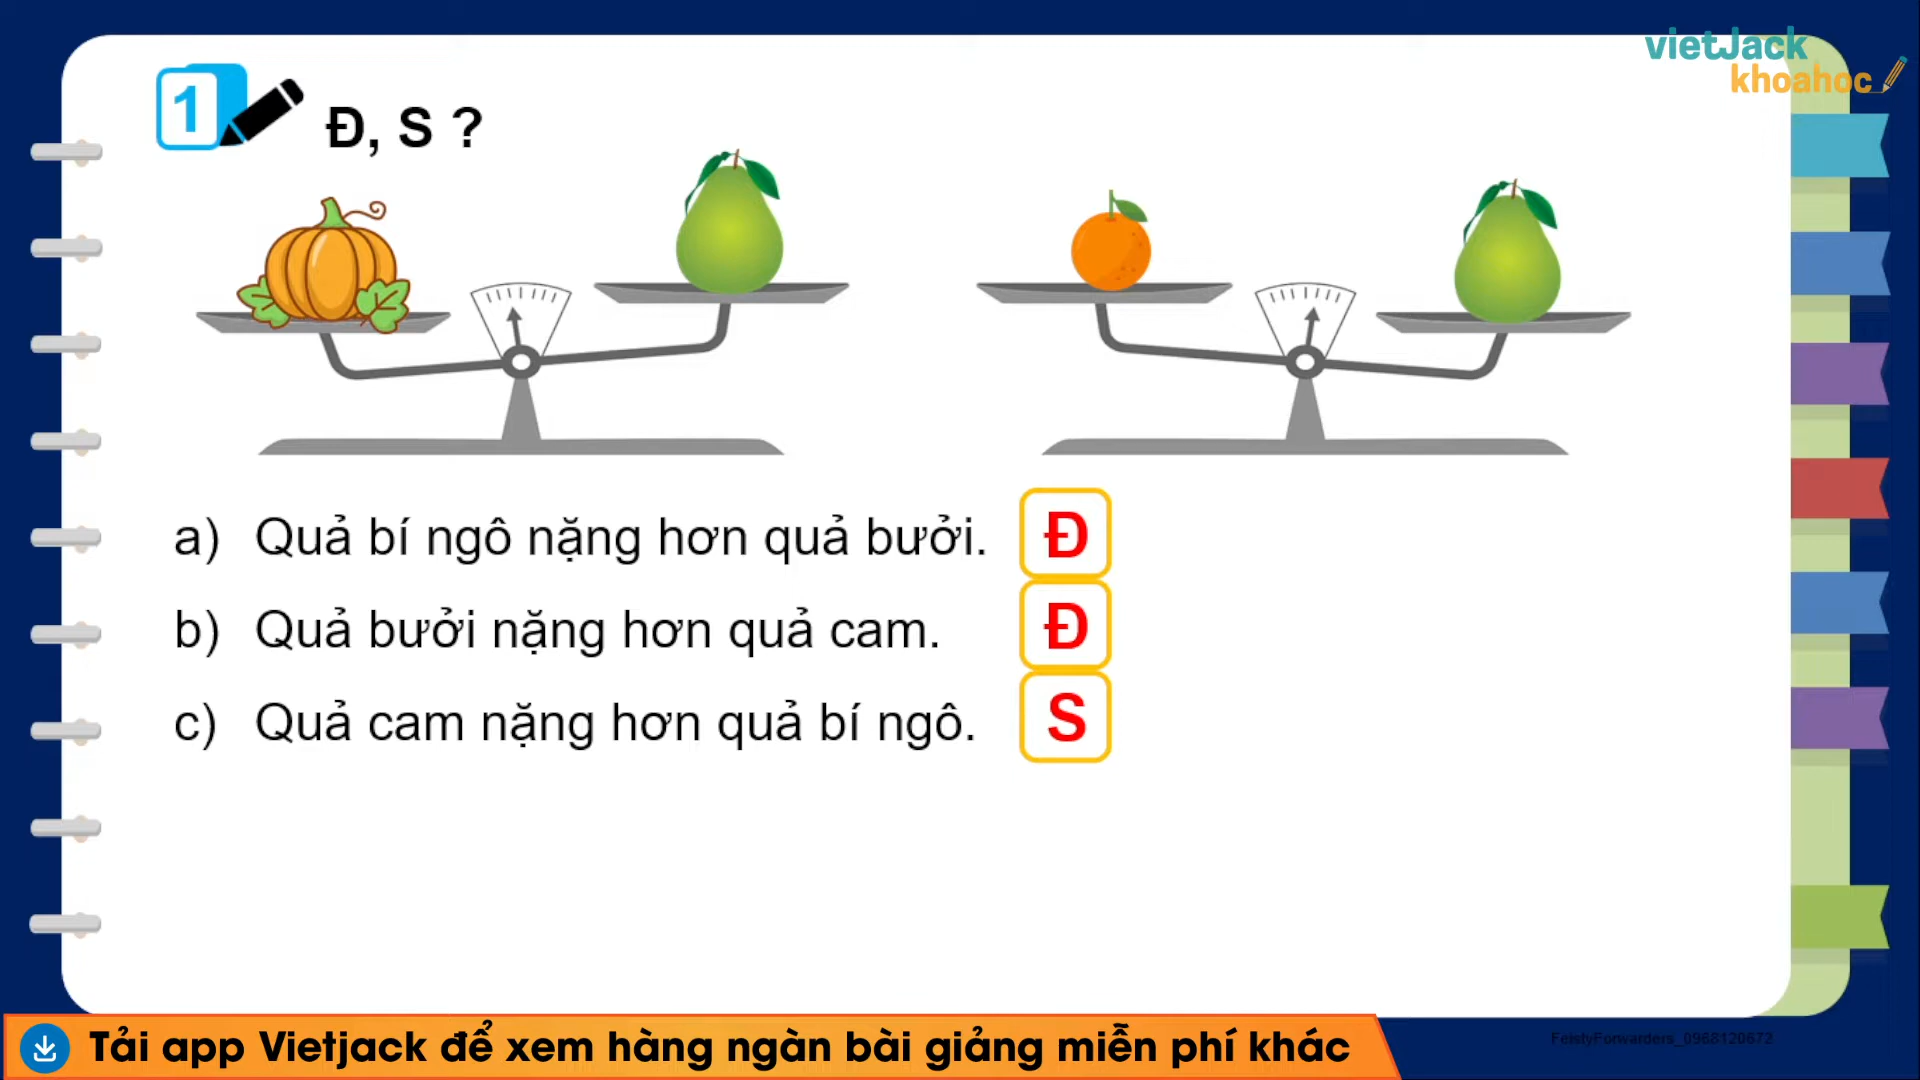 vietJack
khoahoc
1
Đ, S ?
a) Quả bí ngô nặng hơn quả bưởi. Đ
b) Quả bưởi nặng hơn quả cam. Đ
c) Quả cam nặng hơn quả bí ngô. S
Tải app Vietjack để xem hàng ngàn bài giảng miễn phí khác
FeistyForwarders_0968120672